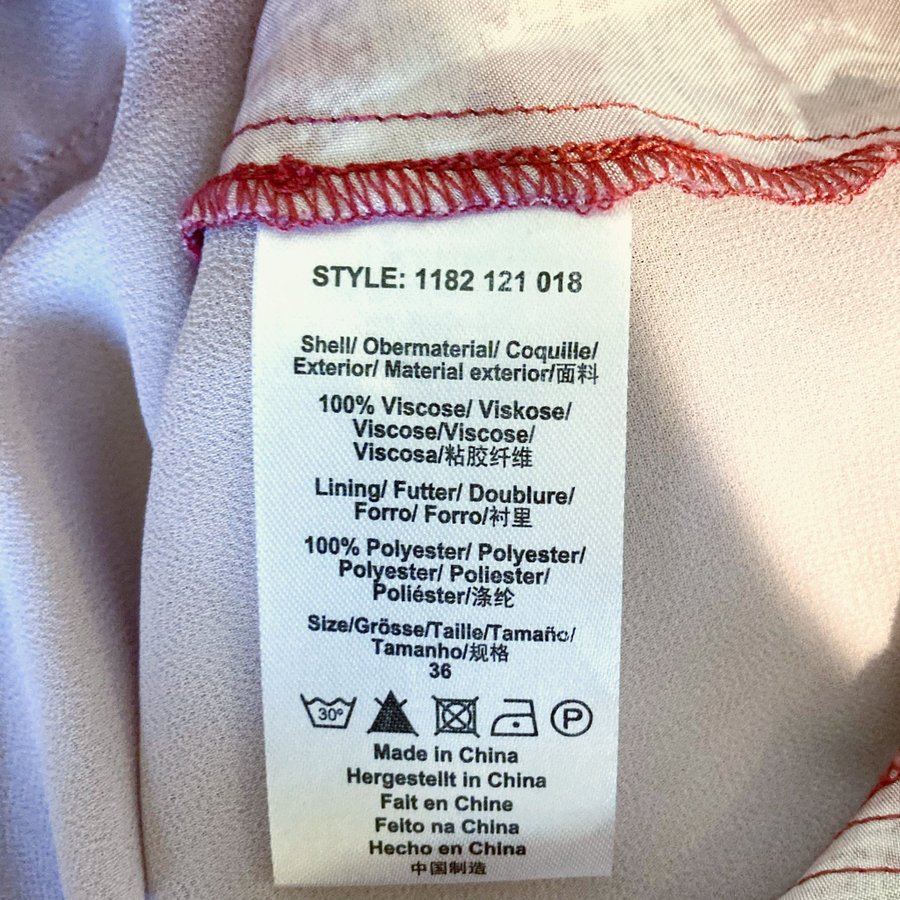 STYLE: 1182 121 018
Shell/ Obermaterial/ Coquille/
Exterior/ Material exterior/面料
100% Viscose/ Viskose/
Viscose/Viscose/
Viscosa/粘胶纤维
Lining/ Futter/ Doublure/
Forro/ Forro/衬里
100% Polyester/ Polyester/
Polyester/ Poliester/
Poliéster/涤纶
Size/Grösse/Taille/Tamaño/
Tamanho/规格
36
30° P
Made in China
Hergestellt in China
Fait en Chine
Feito na China
Hecho en China
中国制造